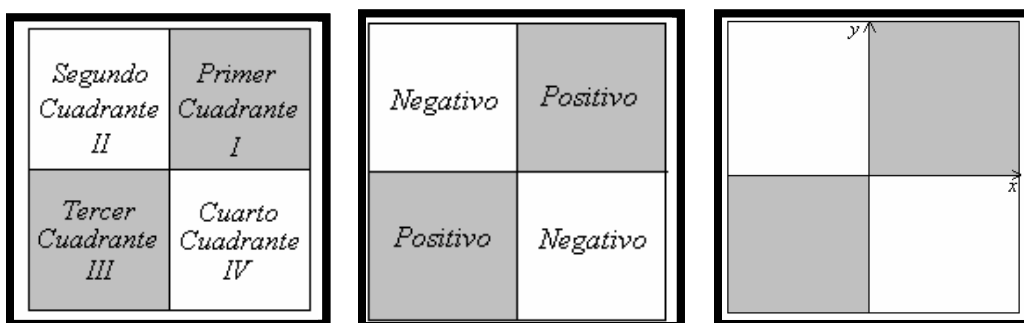 Segundo
Cuadrante
II
Primer
Cuadrante
I
Tercer
Cuadrante
III
Cuarto
Cuadrante
IV
Negativo
Positivo
Positivo
Negativo
y
x